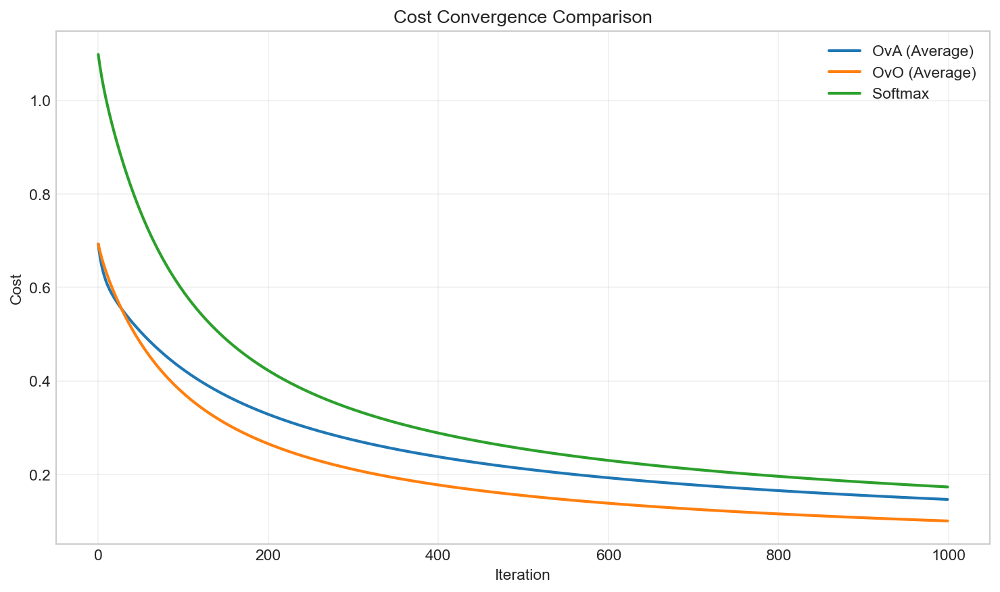 Cost Convergence Comparison
OvA (Average)
OvO (Average)
Softmax
1.0
0.8
0.6
0.4
0.2
Cost
0 200 400 600 800 1000
Iteration